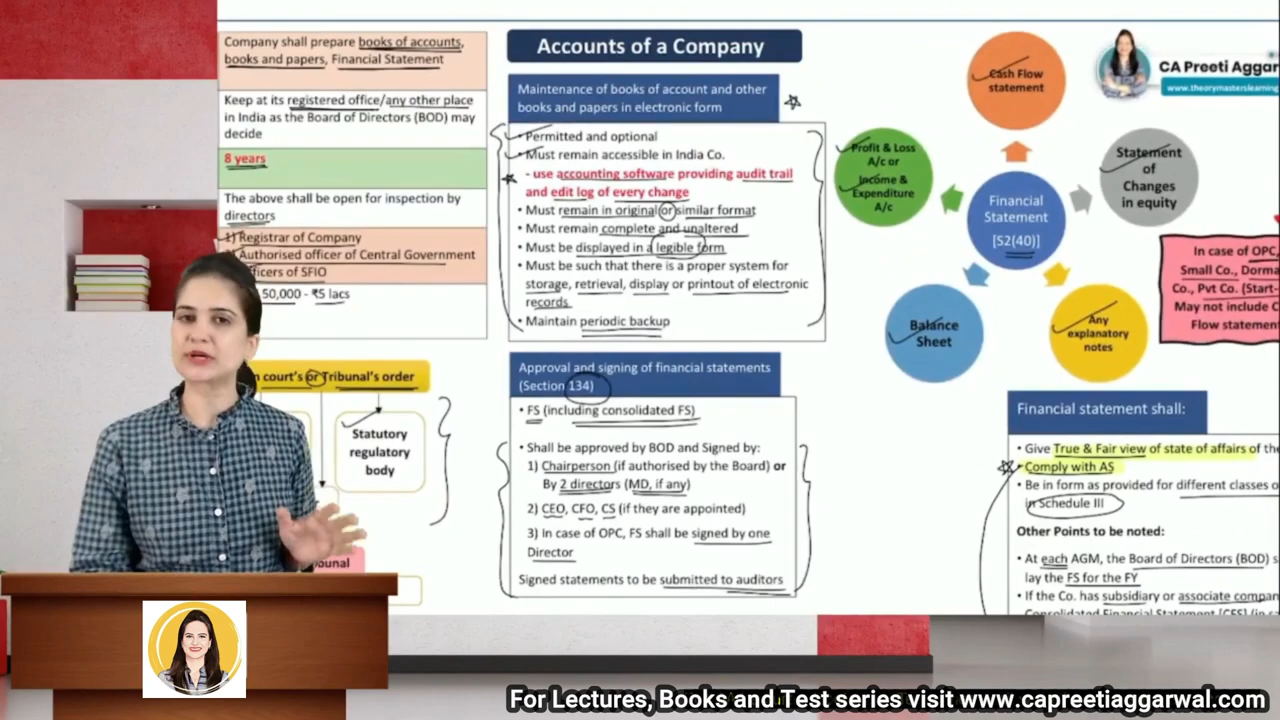 Company shall prepare books of accounts,
books and papers, Financial Statement
Keep at its registered office/any other place
in India as the Board of Directors (BOD) may
decide
8 years
The above shall be open for inspection by
directors
1) Registrar of Company
Authorised officer of Central Government
of SFIO
50,000 - ₹5 lacs
court's or Tribunal's order
Statutory
regulatory
body
Accounts of a Company
Maintenance of books of account and other
books and papers in electronic form
• Permitted and optional
• Must remain accessible in India Co.
- use accounting software providing audit trail
and edit log of every change
• Must remain in original or similar format
• Must remain complete and unaltered
• Must be displayed in a legible form
• Must be such that there is a proper system for
storage, retrieval, display or printout of electronic
records
• Maintain periodic backup
Approval and signing of financial statements
(Section 134)
• FS (including consolidated FS)
• Shall be approved by BOD and Signed by:
1) Chairperson (if authorised by the Board) or
By 2 directors (MD, if any)
2) CEO, CFO, CS (if they are appointed)
3) In case of OPC, FS shall be signed by one
Director
Signed statements to be submitted to auditors
Cash Flow
statement
Profit & Loss
A/c or
Income &
Expenditure
A/c
Statement
of
Changes
in equity
Financial
Statement
[S2(40)]
Balance
Sheet
Any
explanatory
notes
CA Preeti Aggar
www.theorymasterslearning
In case of OPC,
Small Co., Dorma
Co., Pvt Co. (Start-
May not include C
Flow statemen
Financial statement shall:
• Give True & Fair view of state of affairs of the
• Comply with AS
• Be in form as provided for different classes o
in Schedule III
Other Points to be noted:
• At each AGM, the Board of Directors (BOD) s
lay the FS for the FY
• If the Co. has subsidiary or associate compan
Consolidated Financial Statement [CFS] (in
For Lectures, Books and Test series visit www.capreetiaggarwal.com